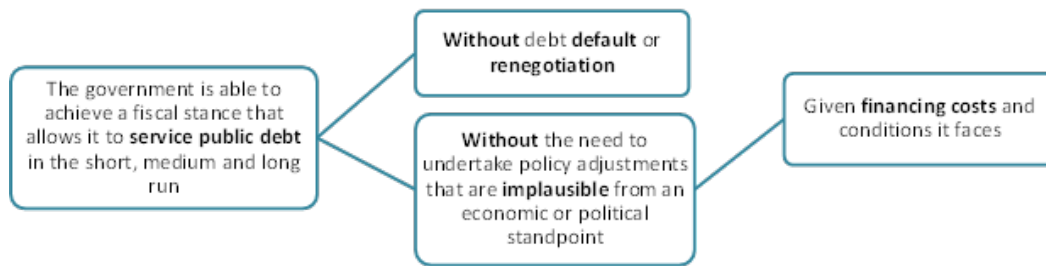 The government is able to
achieve a fiscal stance that
allows it to service public debt
in the short, medium and long
run
Without debt default or
renegotiation
Without the need to
undertake policy adjustments
that are implausible from an
economic or political
standpoint
Given financing costs and
conditions it faces